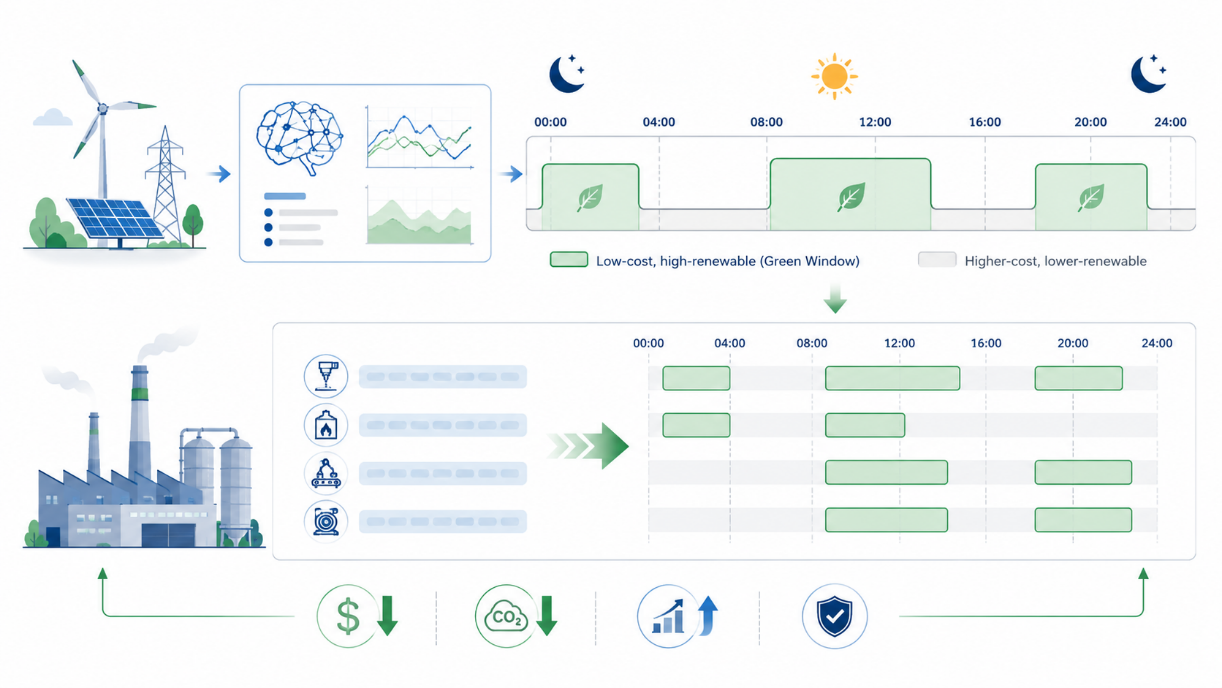 00:00 04:00 08:00 12:00 16:00 20:00 24:00
Low-cost, high-renewable (Green Window) Higher-cost, lower-renewable
00:00 04:00 08:00 12:00 16:00 20:00 24:00
$ CO₂